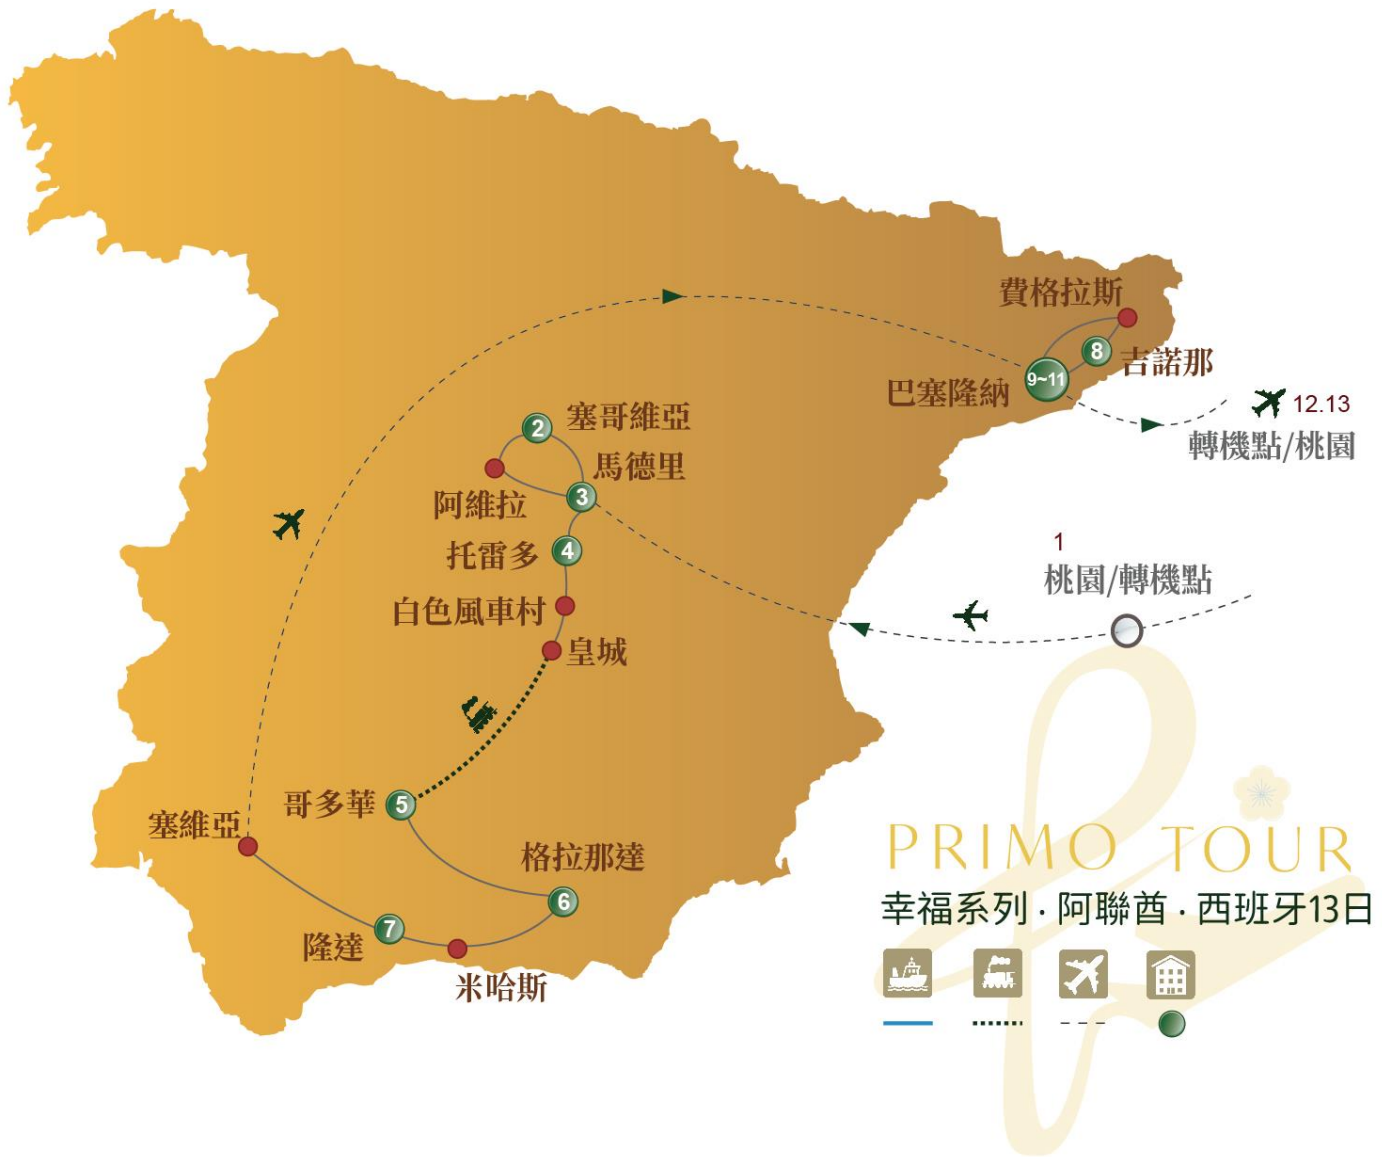 費格拉斯
8
吉諾那
9~11
巴塞隆納
12.13
轉機點/桃園
2
塞哥維亞
馬德里
3
阿維拉
4
托雷多
1
桃園/轉機點
白色風車村
皇城
哥多華
5
塞維亞
格拉那達
6
7
隆達
米哈斯
PRIMO TOUR
幸福系列·阿聯酋·西班牙13日